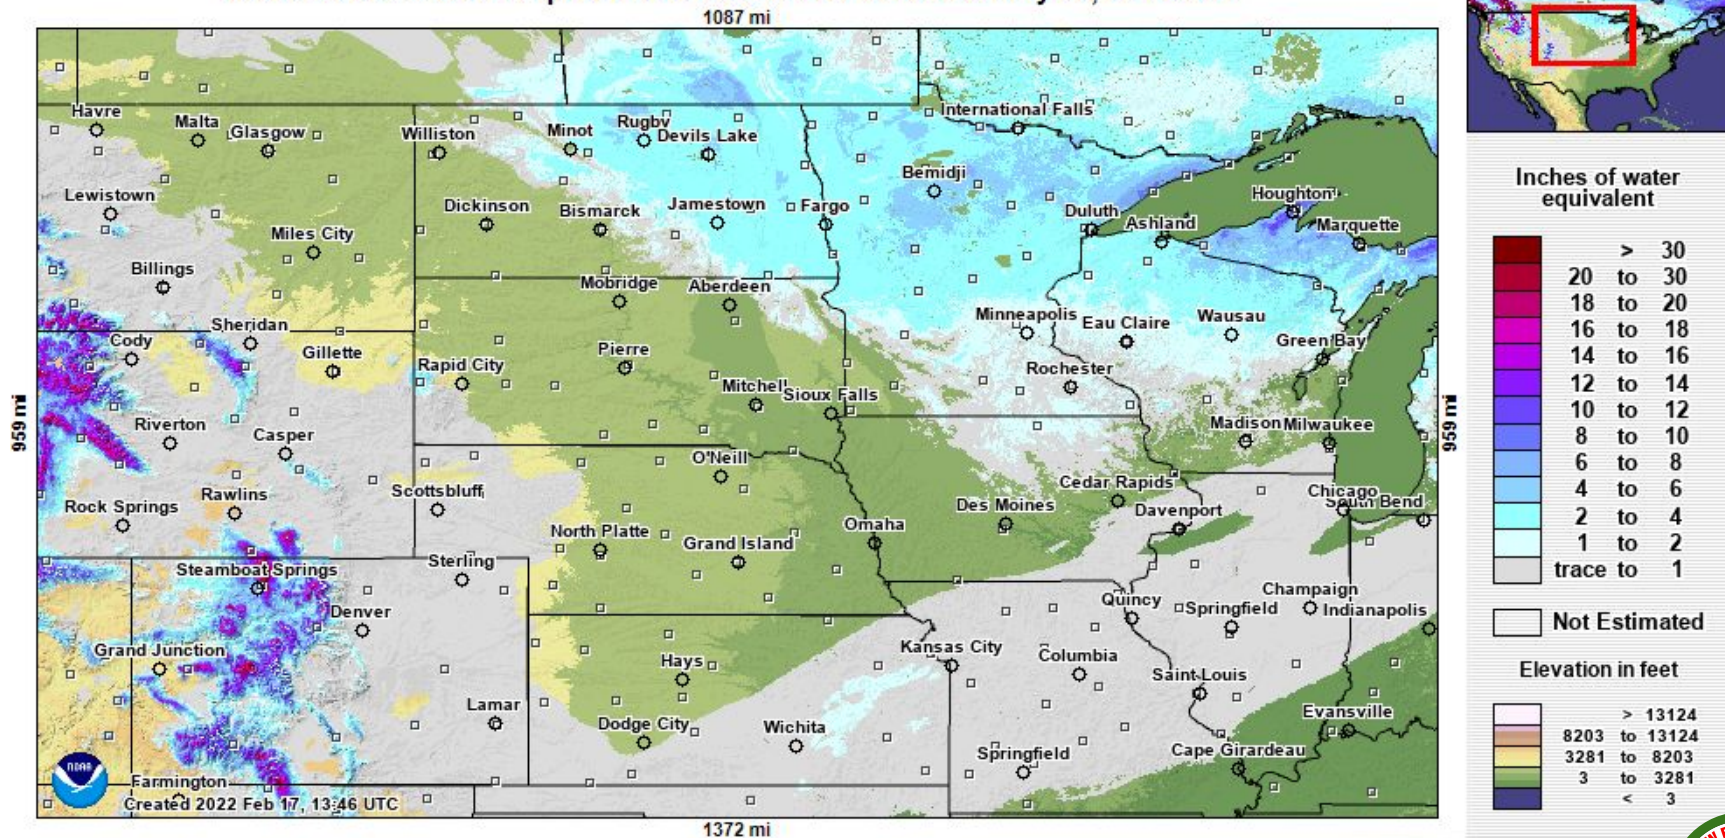 1087 mi
Havre
Malta
Glasgow
Williston
Minot
Rugby
Devils Lake
International Falls
Bemidji
Lewistown
Dickinson
Bismarck
Jamestown
Fargo
Duluth
Ashland
Houghton
Marquette
Miles City
Billings
Mobridge
Aberdeen
Sheridan
Cody
Gillette
Rapid City
Pierre
Minneapolis
Eau Claire
Wausau
Green Bay
Rochester
Mitchell
Sioux Falls
959 mi
959 mi
Riverton
Casper
Madison
Milwaukee
O'Neill
Rock Springs
Rawlins
Scottsbluff
Cedar Rapids
Des Moines
Davenport
Chicago
South Bend
North Platte
Grand Island
Omaha
Steamboat Springs
Sterling
Denver
Quincy
Springfield
Champaign
Indianapolis
Grand Junction
Hays
Kansas City
Columbia
Saint Louis
Lamar
Dodge City
Wichita
Evansville
Springfield
Cape Girardeau
NOAA
Farmington
Created 2022 Feb 17, 13:46 UTC
1372 mi
Inches of water
equivalent
> 30
20 to 30
18 to 20
16 to 18
14 to 16
12 to 14
10 to 12
8 to 10
6 to 8
4 to 6
2 to 4
1 to 2
trace to 1
Not Estimated
Elevation in feet
> 13124
8203 to 13124
3281 to 8203
3 to 3281
< 3